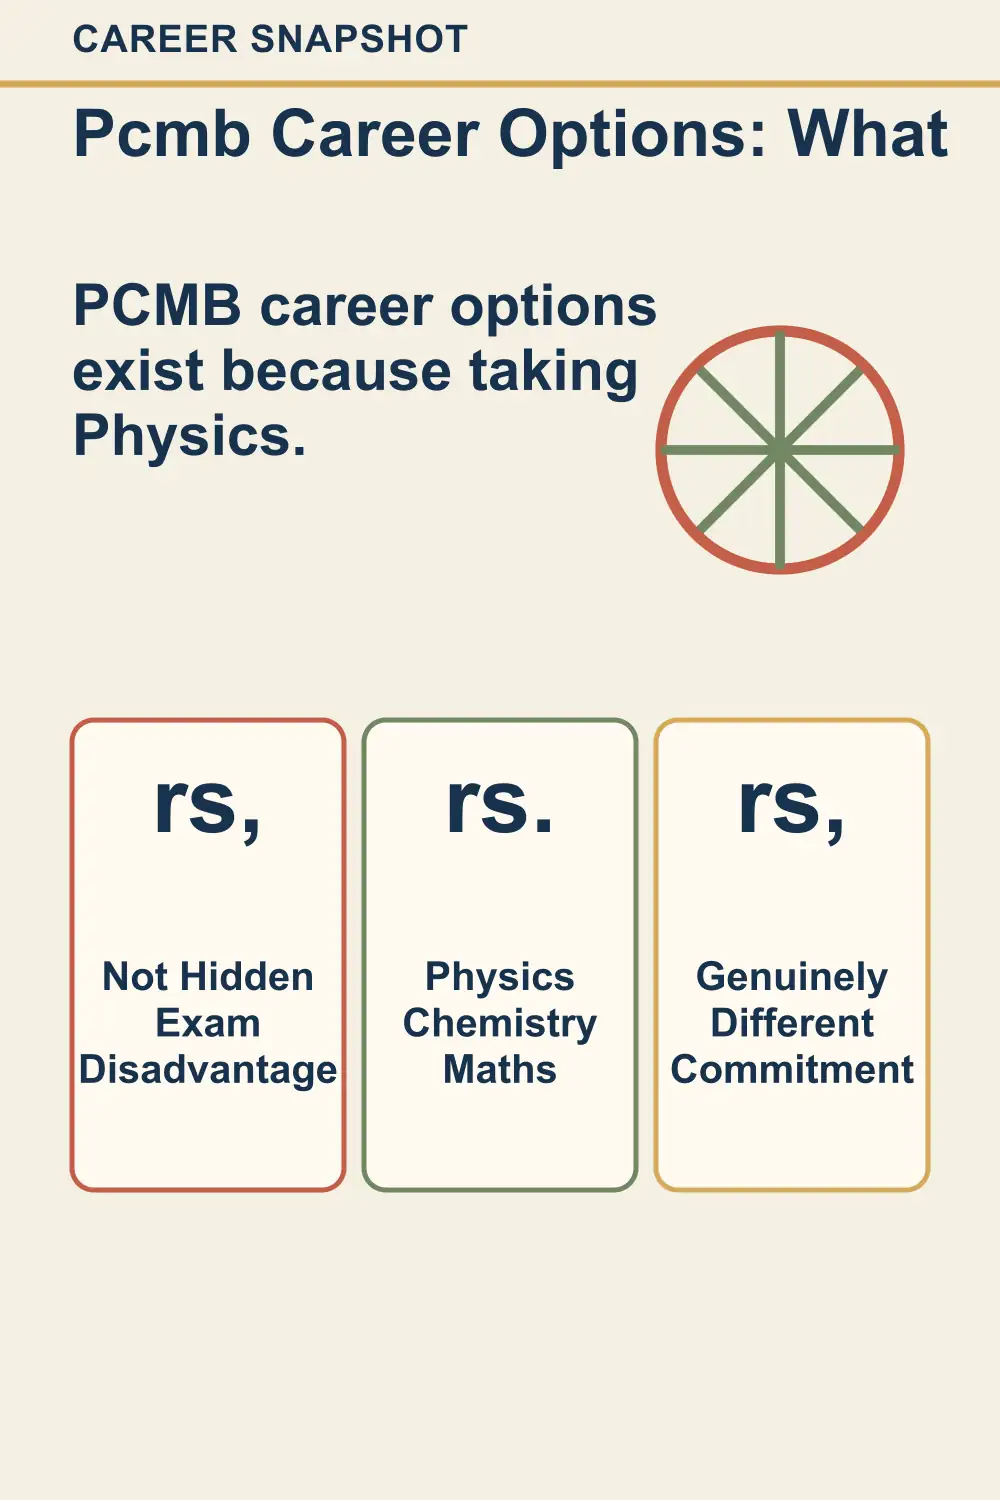 CAREER SNAPSHOT
Pcmb Career Options: What
PCMB career options
exist because taking
Physics.
rs,
Not Hidden
Exam
Disadvantage
rs.
Physics
Chemistry
Maths
rs,
Genuinely
Different
Commitment